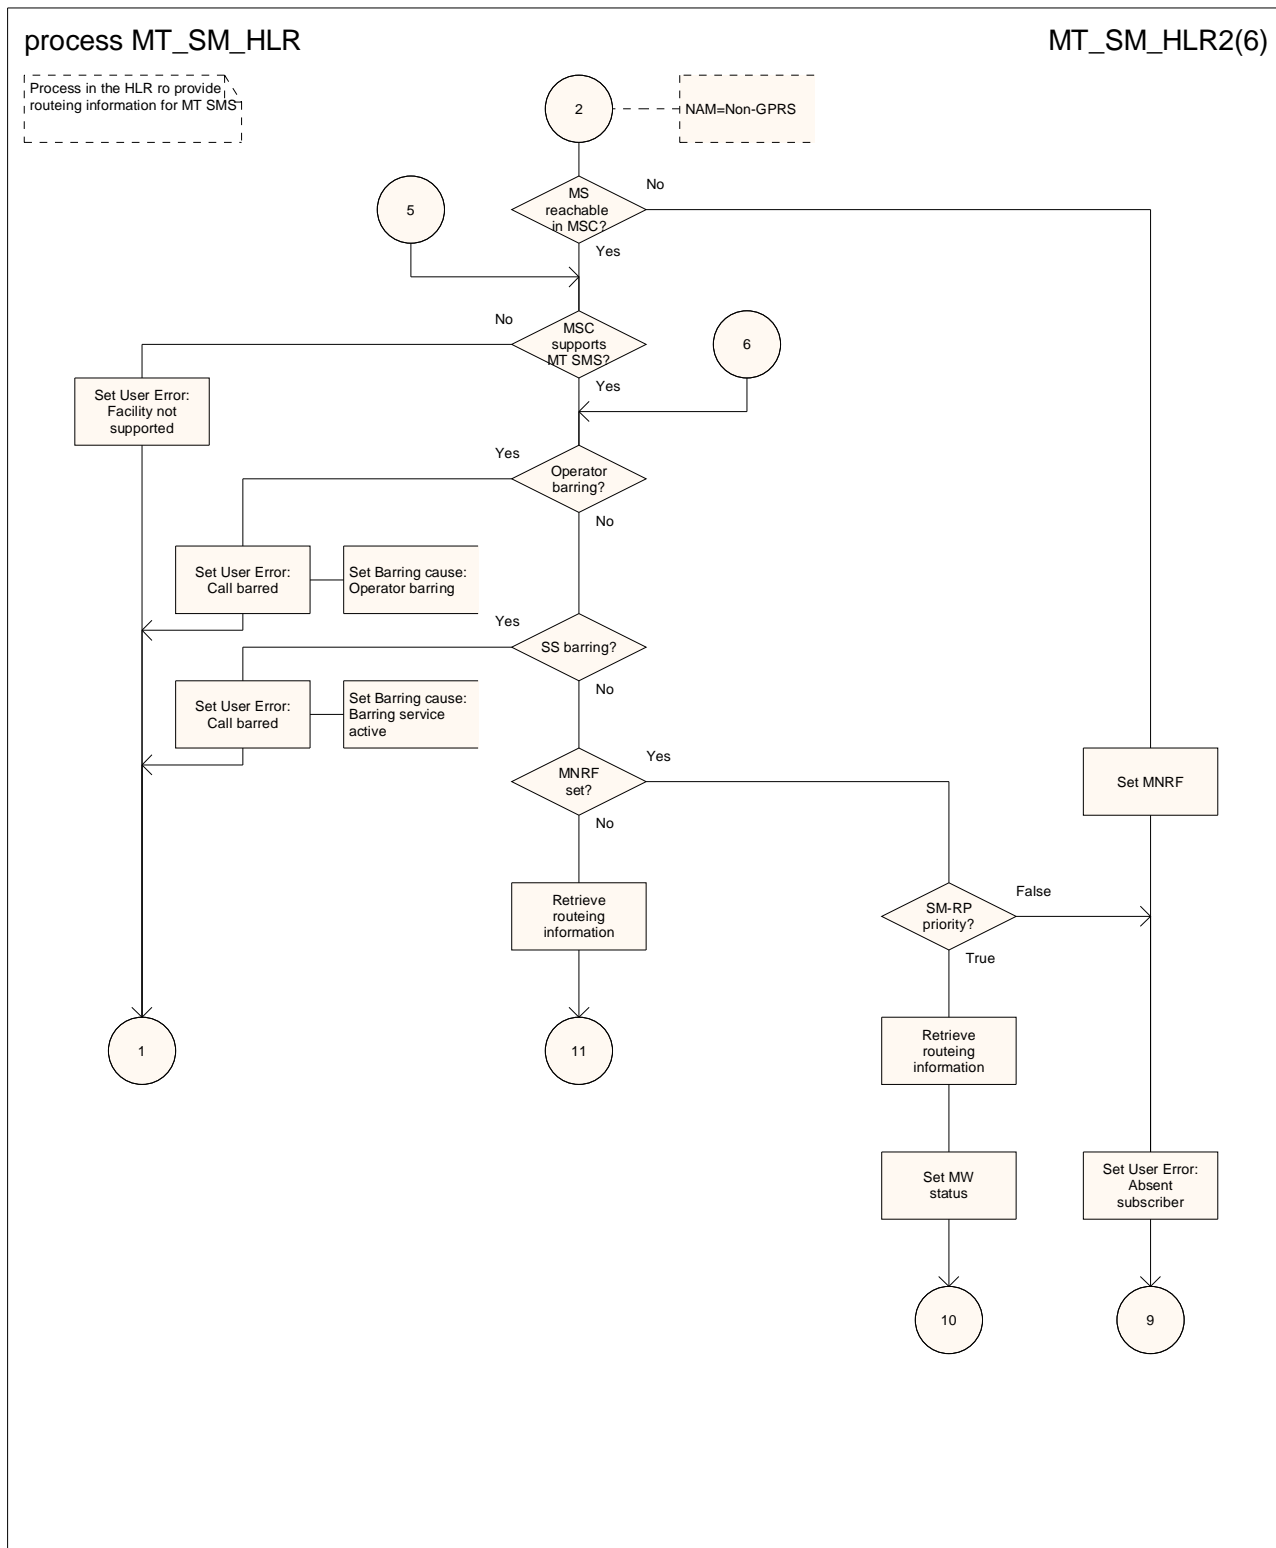 process MT_SM_HLR
MT_SM_HLR2(6)
Process in the HLR ro provide
routeing information for MT SMS
2
NAM=Non-GPRS
MS
reachable
in MSC?
No
Yes
5
MSC
supports
MT SMS?
No
Yes
6
Set User Error:
Facility not
supported
Operator
barring?
Yes
No
Set User Error:
Call barred
Set Barring cause:
Operator barring
SS barring?
Yes
No
Set User Error:
Call barred
Set Barring cause:
Barring service
active
MNRF
set?
Yes
No
Set MNRF
Retrieve
routeing
information
SM-RP
priority?
False
True
1
11
Retrieve
routeing
information
Set MW
status
Set User Error:
Absent
subscriber
10
9